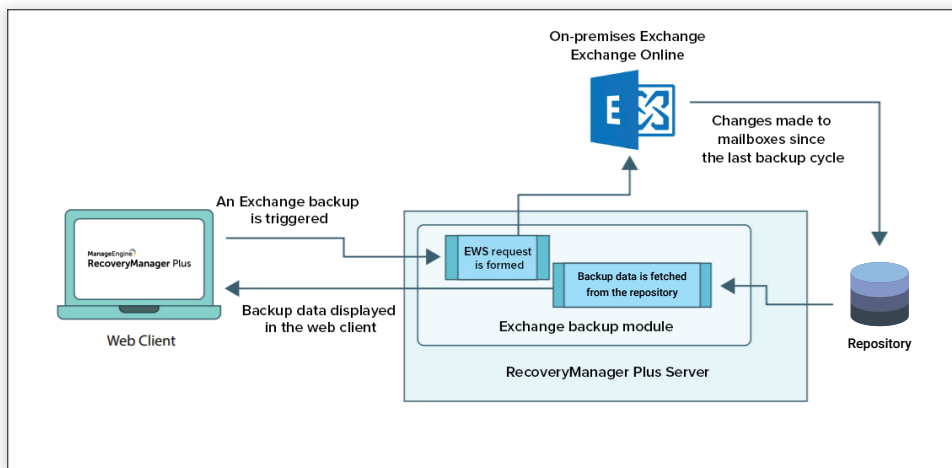 On-premises Exchange
Exchange Online
Changes made to
mailboxes since
the last backup cycle
An Exchange backup
is triggered
ManageEngine
RecoveryManager Plus
EWS request
is formed
Backup data is fetched
from the repository
Backup data displayed
in the web client
Exchange backup module
Web Client
Repository
RecoveryManager Plus Server